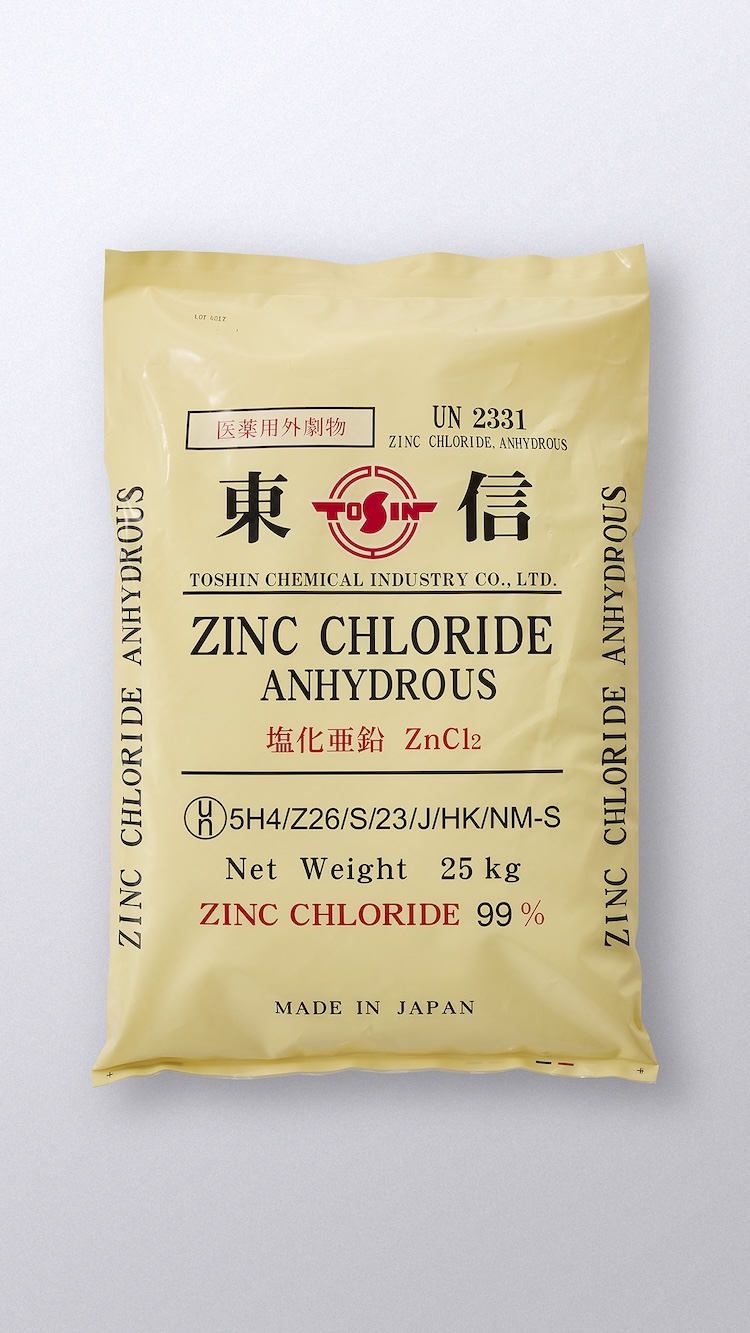 LOT 6017
医薬用外劇物
UN 2331
ZINC CHLORIDE, ANHYDROUS
東 TOSIN 信
TOSHIN CHEMICAL INDUSTRY CO., LTD.
ZINC CHLORIDE
ANHYDROUS
塩化亜鉛 ZnCl2
un 5H4/Z26/S/23/J/HK/NM-S
Net Weight 25 kg
ZINC CHLORIDE 99 %
MADE IN JAPAN
ZINC CHLORIDE ANHYDROUS
ZINC CHLORIDE ANHYDROUS